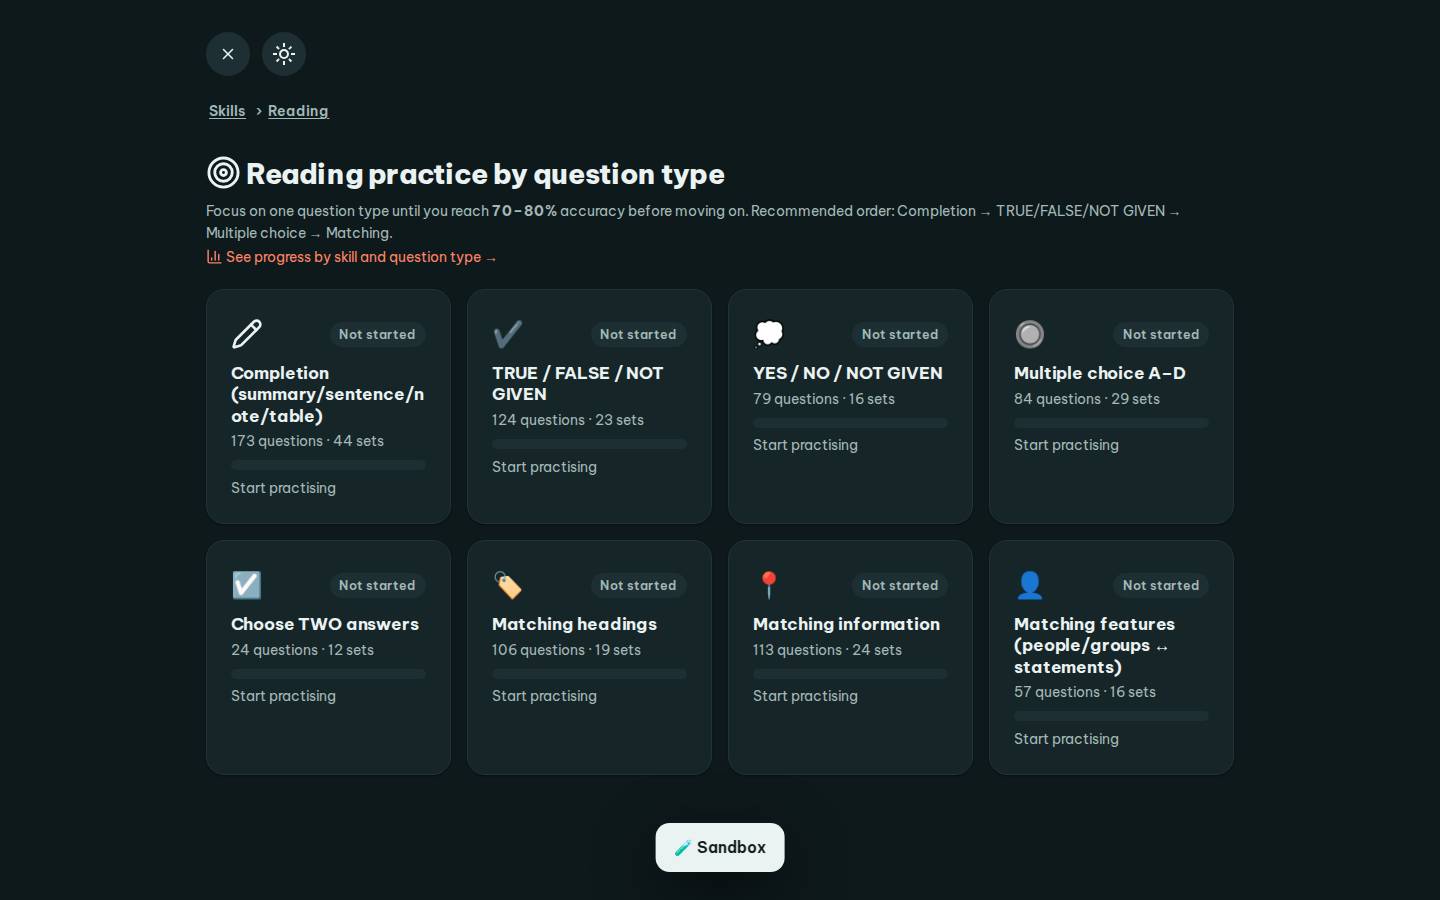 Skills › Reading
Reading practice by question type
Focus on one question type until you reach 70–80% accuracy before moving on. Recommended order: Completion → TRUE/FALSE/NOT GIVEN →
Multiple choice → Matching.
See progress by skill and question type →
Not started
Completion
(summary/sentence/n
ote/table)
173 questions · 44 sets
Start practising
Not started
TRUE / FALSE / NOT
GIVEN
124 questions · 23 sets
Start practising
Not started
YES / NO / NOT GIVEN
79 questions · 16 sets
Start practising
Not started
Multiple choice A–D
84 questions · 29 sets
Start practising
Not started
Choose TWO answers
24 questions · 12 sets
Start practising
Not started
Matching headings
106 questions · 19 sets
Start practising
Not started
Matching information
113 questions · 24 sets
Start practising
Not started
Matching features
(people/groups ↔
statements)
57 questions · 16 sets
Start practising
Sandbox